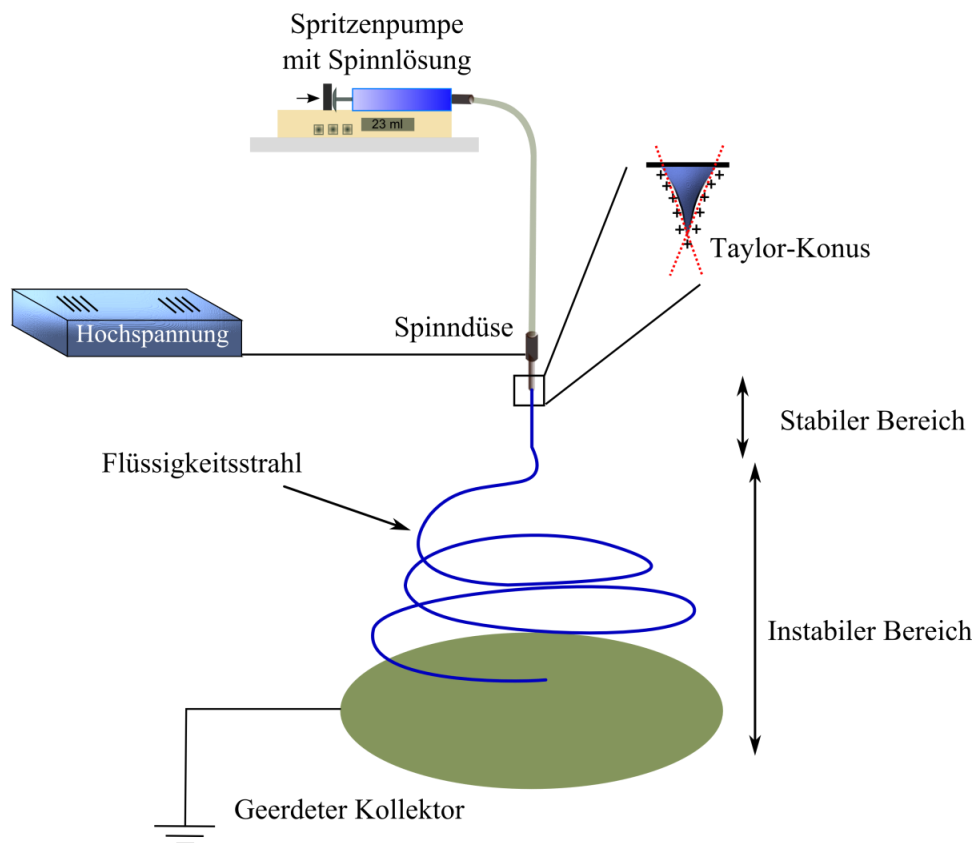 Spritzenpumpe
mit Spinnlösung
23 ml
Taylor-Konus
Hochspannung
Spinndüse
Stabiler Bereich
Flüssigkeitsstrahl
Instabiler Bereich
Geerdeter Kollektor